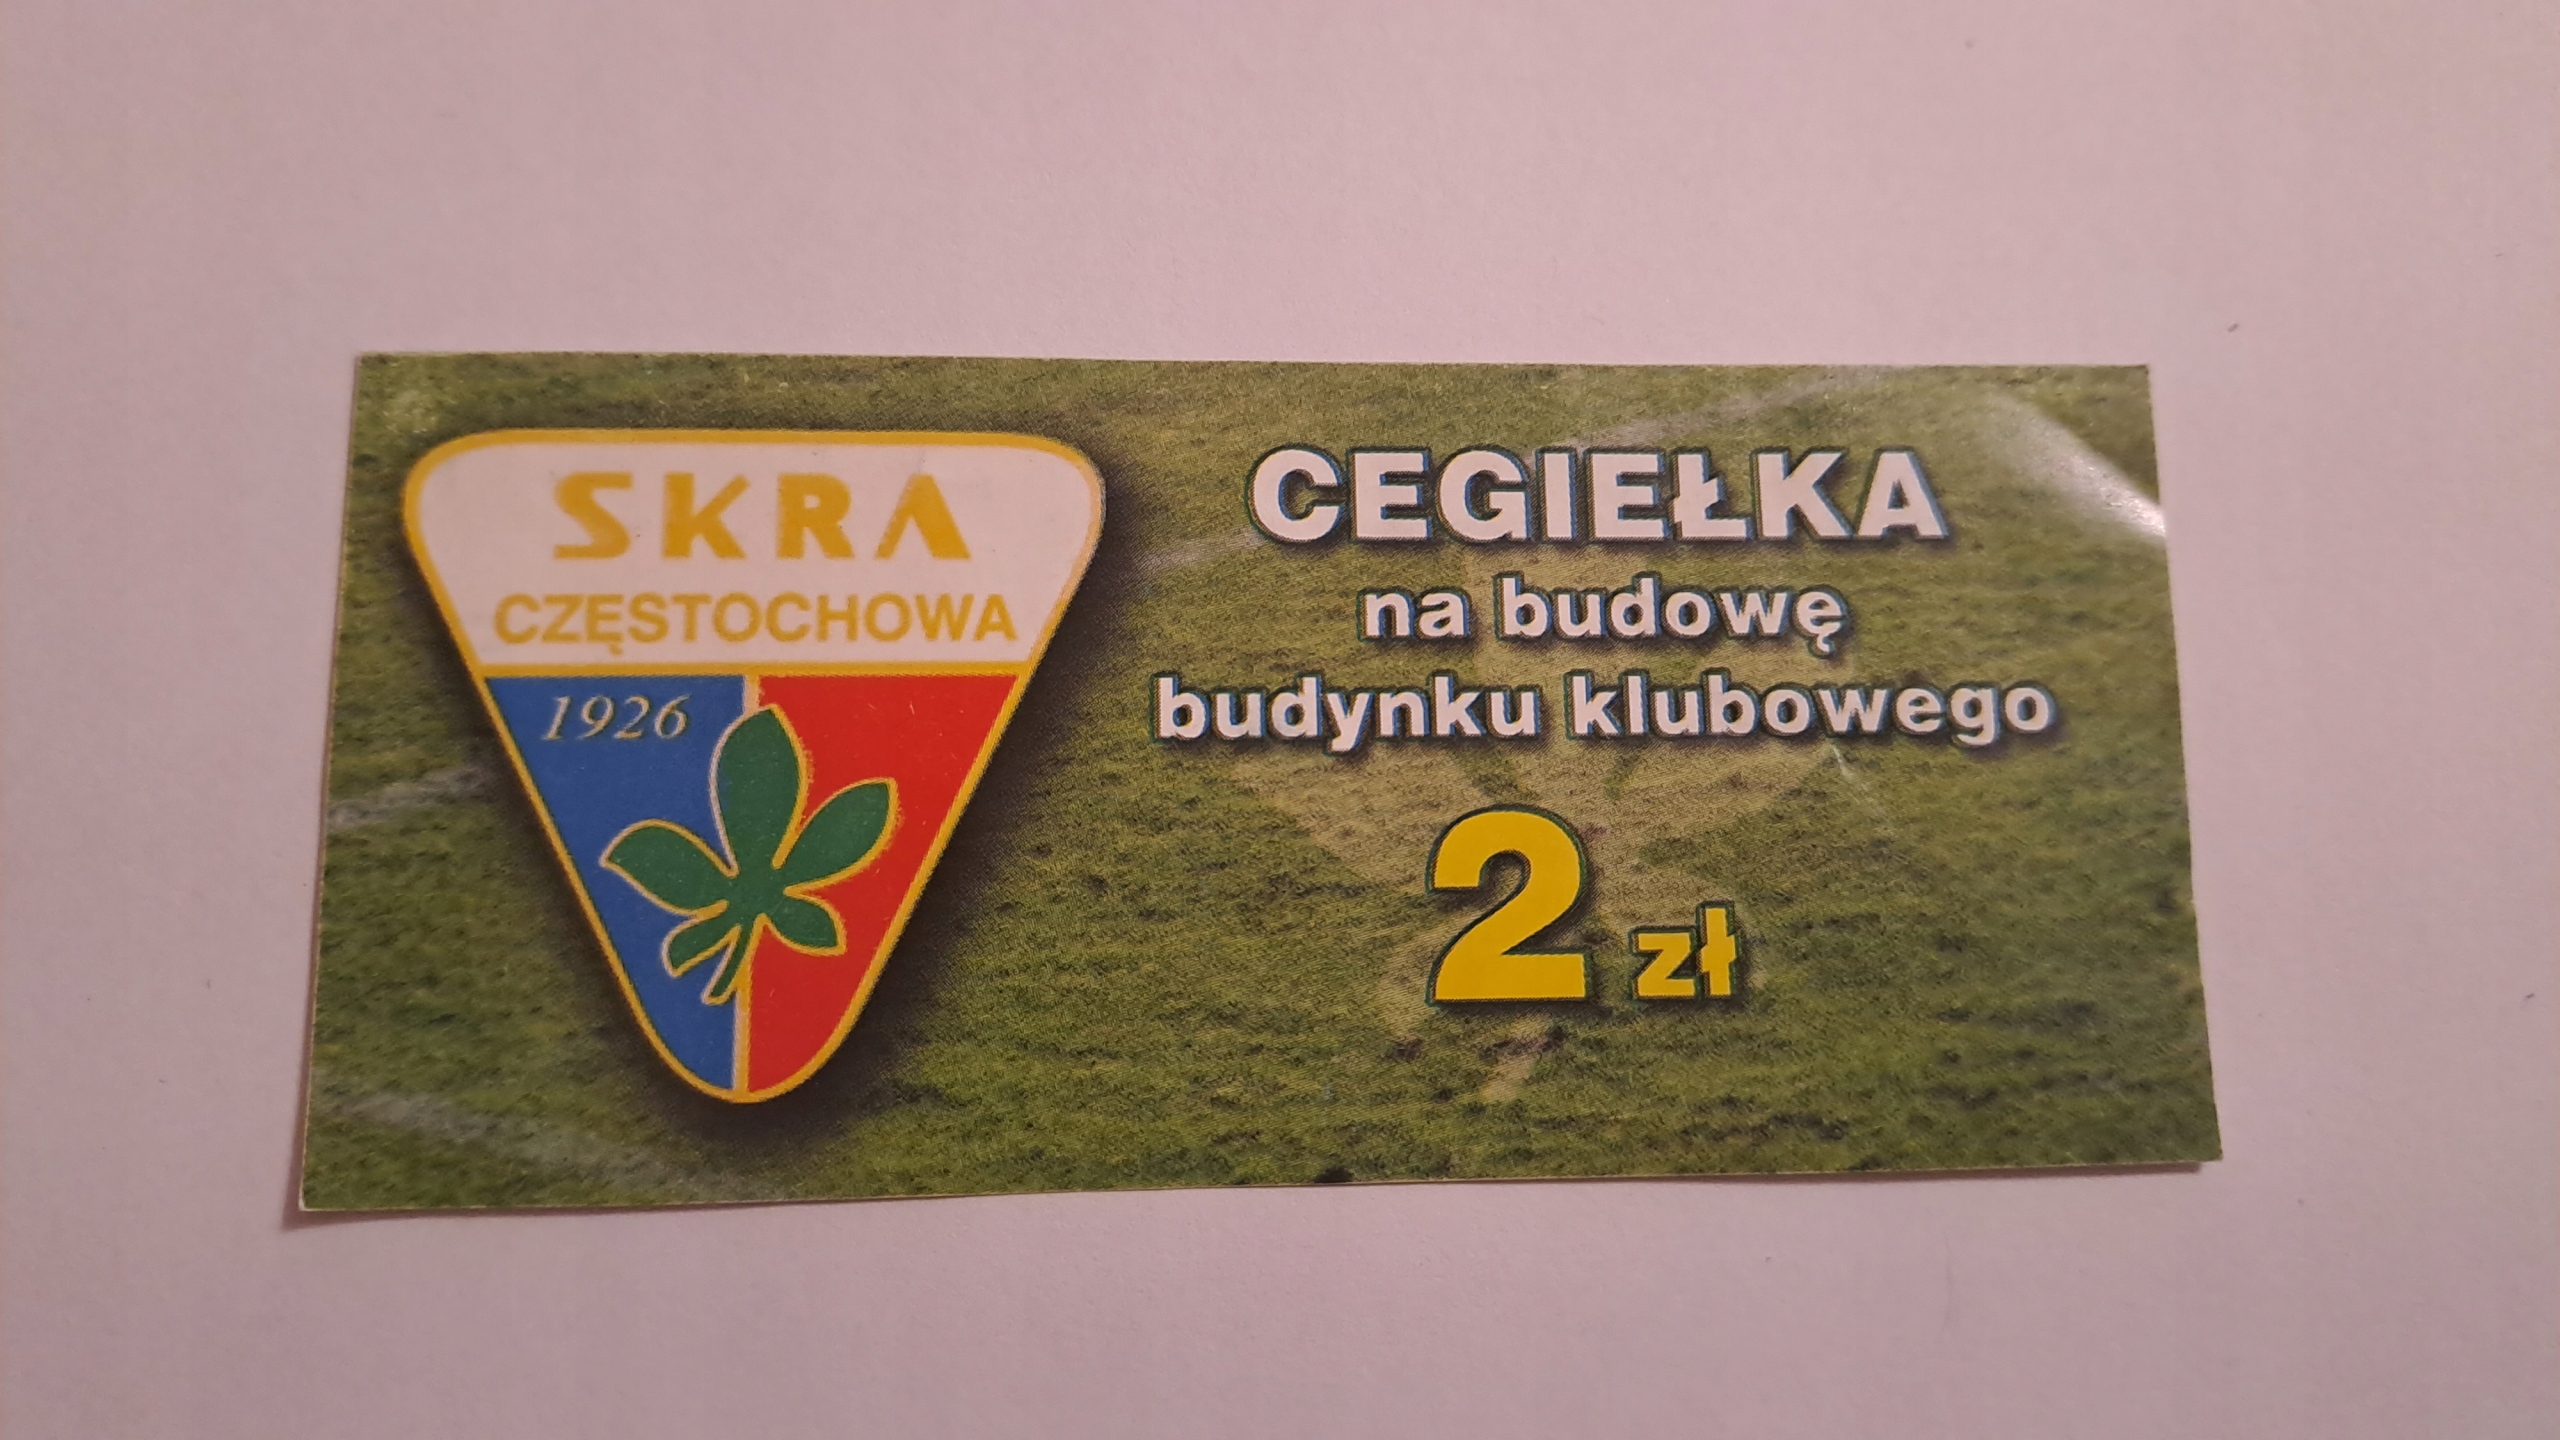 SKRA
CZĘSTOCHOWA
1926
CEGIEŁKA
na budowę
budynku klubowego
2 zł